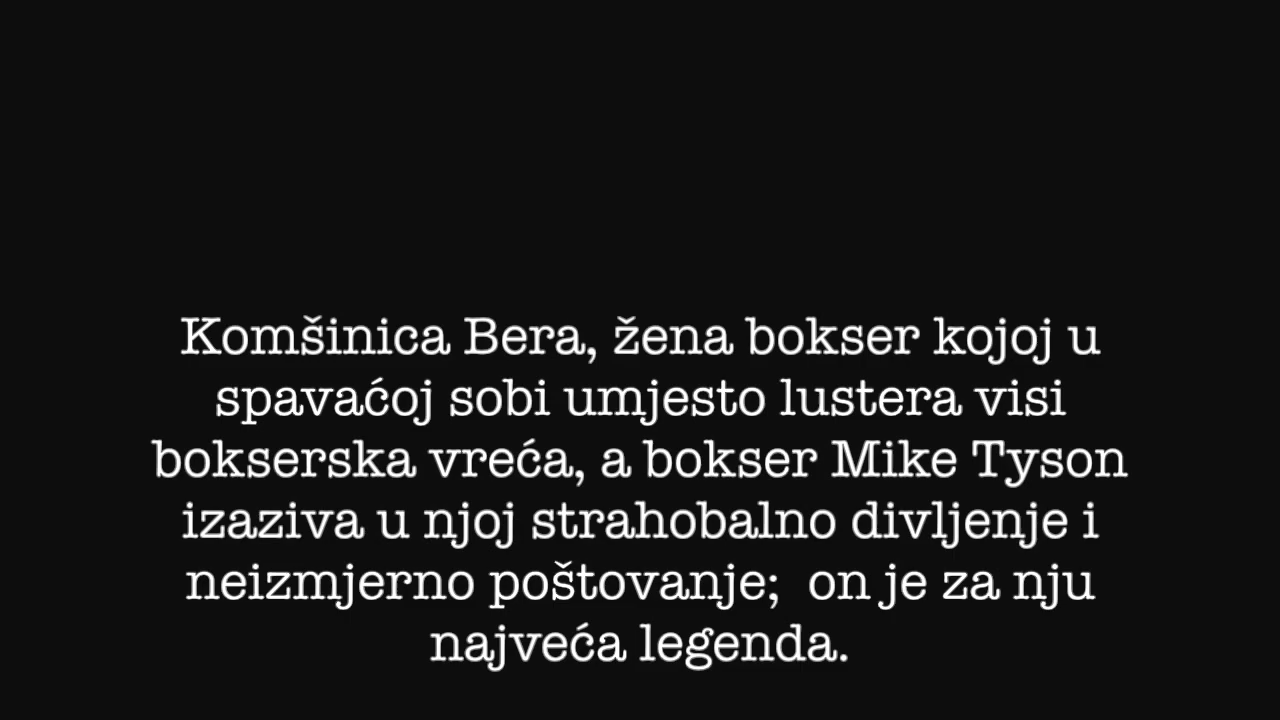 Komšinica Bera, žena bokser kojoj u
spavaćoj sobi umjesto lustera visi
bokserska vreća, a bokser Mike Tyson
izaziva u njoj strahobalno divljenje i
neizmjerno poštovanje;  on je za nju
najveća legenda.